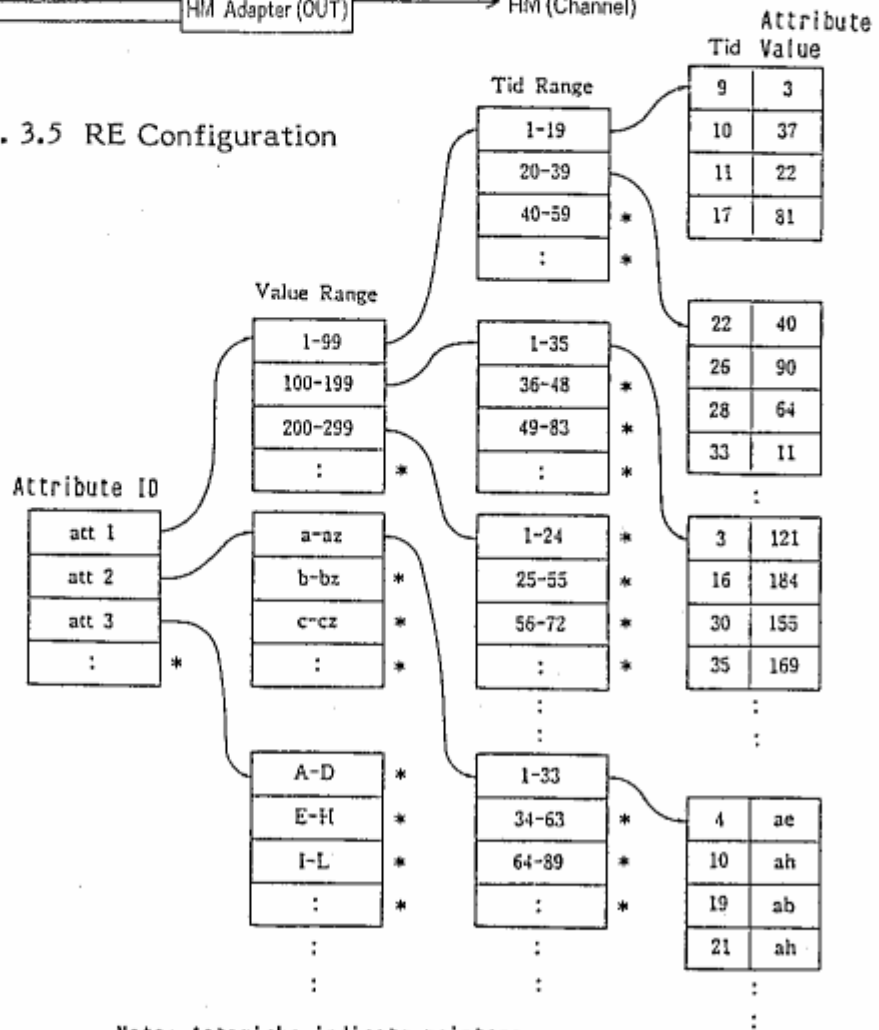 HM Adapter (OUT)
HM (Channel)
. 3.5 RE Configuration
Attribute ID
att 1
att 2
att 3
: *
Value Range
1-99
100-199
200-299
: *
a-az
b-bz *
c-cz *
: *
A-D *
E-H *
I-L *
: *
:
:
Tid Range
1-19
20-39
40-59 *
: *
1-35
36-48 *
49-83 *
: *
1-24 *
25-55 *
56-72 *
: *
:
:
1-33
34-63 *
64-89 *
: *
:
:
Attribute
Tid Value
9 3
10 37
11 22
17 81
22 40
26 90
28 64
33 11
:
3 121
16 184
30 155
35 169
:
:
4 ae
10 ah
19 ab
21 ah
:
: